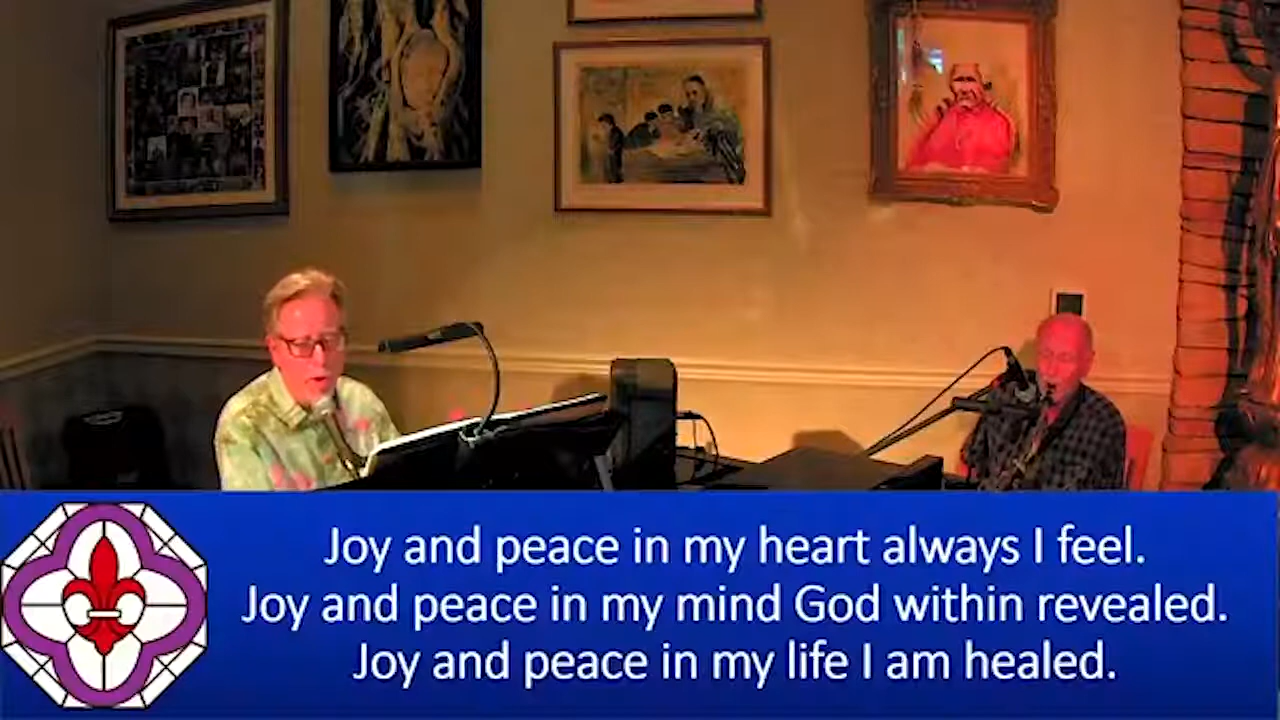 Joy and peace in my heart always I feel.
Joy and peace in my mind God within revealed.
Joy and peace in my life I am healed.